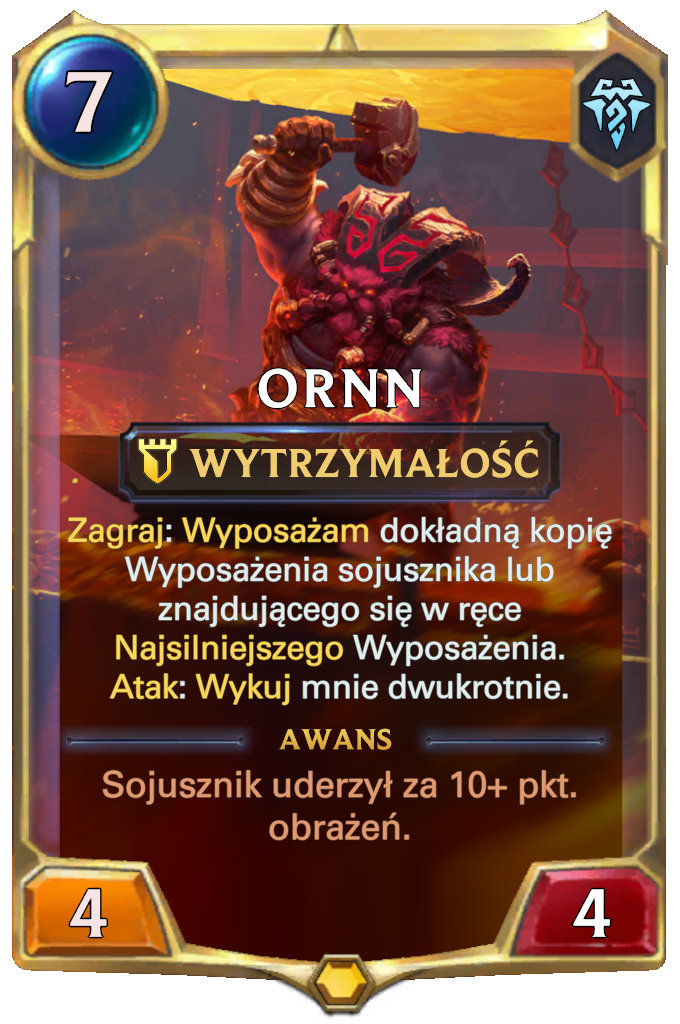 7
ORNN
WYTRZYMAŁOŚĆ
Zagraj: Wyposażam dokładną kopię
Wyposażenia sojusznika lub
znajdującego się w ręce
Najsilniejszego Wyposażenia.
Atak: Wykuj mnie dwukrotnie.
AWANS
Sojusznik uderzył za 10+ pkt.
obrażeń.
4
4